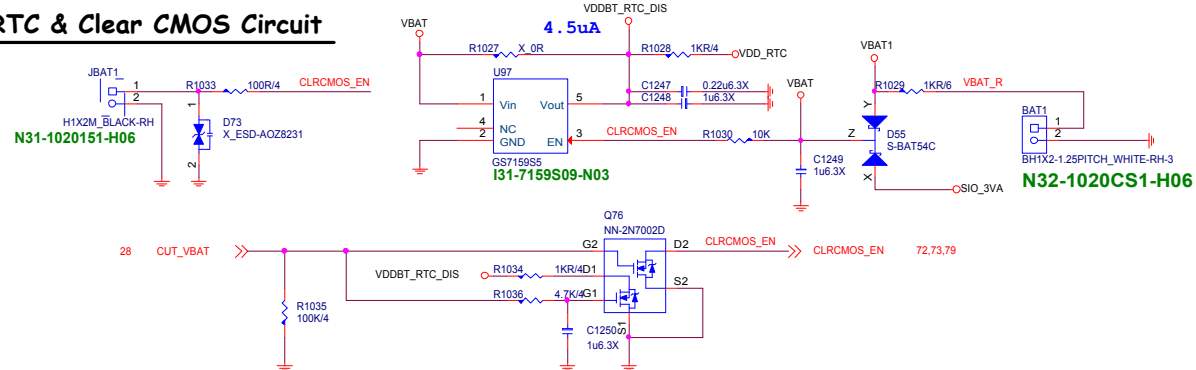 RTC & Clear CMOS Circuit
JBAT1
1
2
H1X2M_BLACK-RH
N31-1020151-H06
R1033
100R/4
CLRCMOS_EN
1
D73
X_ESD-AOZ8231
2
VBAT
R1027
X_0R
4.5uA
VDDBT_RTC_DIS
R1028
1KR/4
VDD_RTC
U97
1
Vin
Vout
5
4
NC
2
GND
EN
3
GS7159S5
I31-7159S09-N03
C1247
0.22u6.3X
C1248
1u6.3X
CLRCMOS_EN
R1030
10K
VBAT
C1249
1u6.3X
VBAT1
R1029
1KR/6
VBAT_R
Y
Z
X
D55
S-BAT54C
SIO_3VA
BAT1
1
2
BH1X2-1.25PITCH_WHITE-RH-3
N32-1020CS1-H06
28
CUT_VBAT
R1035
100K/4
VDDBT_RTC_DIS
R1034
1KR/4
R1036
4.7K/4
C1250
1u6.3X
Q76
NN-2N7002D
G2
D2
D1
G1
S2
S1
CLRCMOS_EN
CLRCMOS_EN
72,73,79